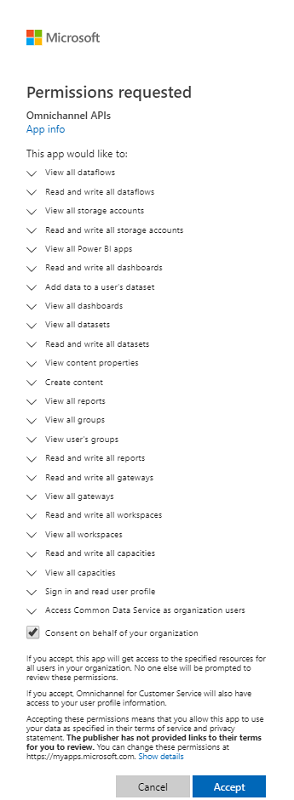 Microsoft
Permissions requested
Omnichannel APIs
App info
This app would like to:
View all dataflows
Read and write all dataflows
View all storage accounts
Read and write all storage accounts
View all Power BI apps
Read and write all dashboards
Add data to a user's dataset
View all dashboards
View all datasets
Read and write all datasets
View content properties
Create content
View all reports
View all groups
View user's groups
Read and write all reports
Read and write all gateways
View all gateways
Read and write all workspaces
View all workspaces
Read and write all capacities
View all capacities
Sign in and read user profile
Access Common Data Service as organization users
Consent on behalf of your organization
If you accept, this app will get access to the specified resources for
all users in your organization. No one else will be prompted to
review these permissions.
If you accept, Omnichannel for Customer Service will also have
access to your user profile information.
Accepting these permissions means that you allow this app to use
your data as specified in their terms of service and privacy
statement. The publisher has not provided links to their terms
for you to review. You can change these permissions at
https://myapps.microsoft.com. Show details
Cancel Accept